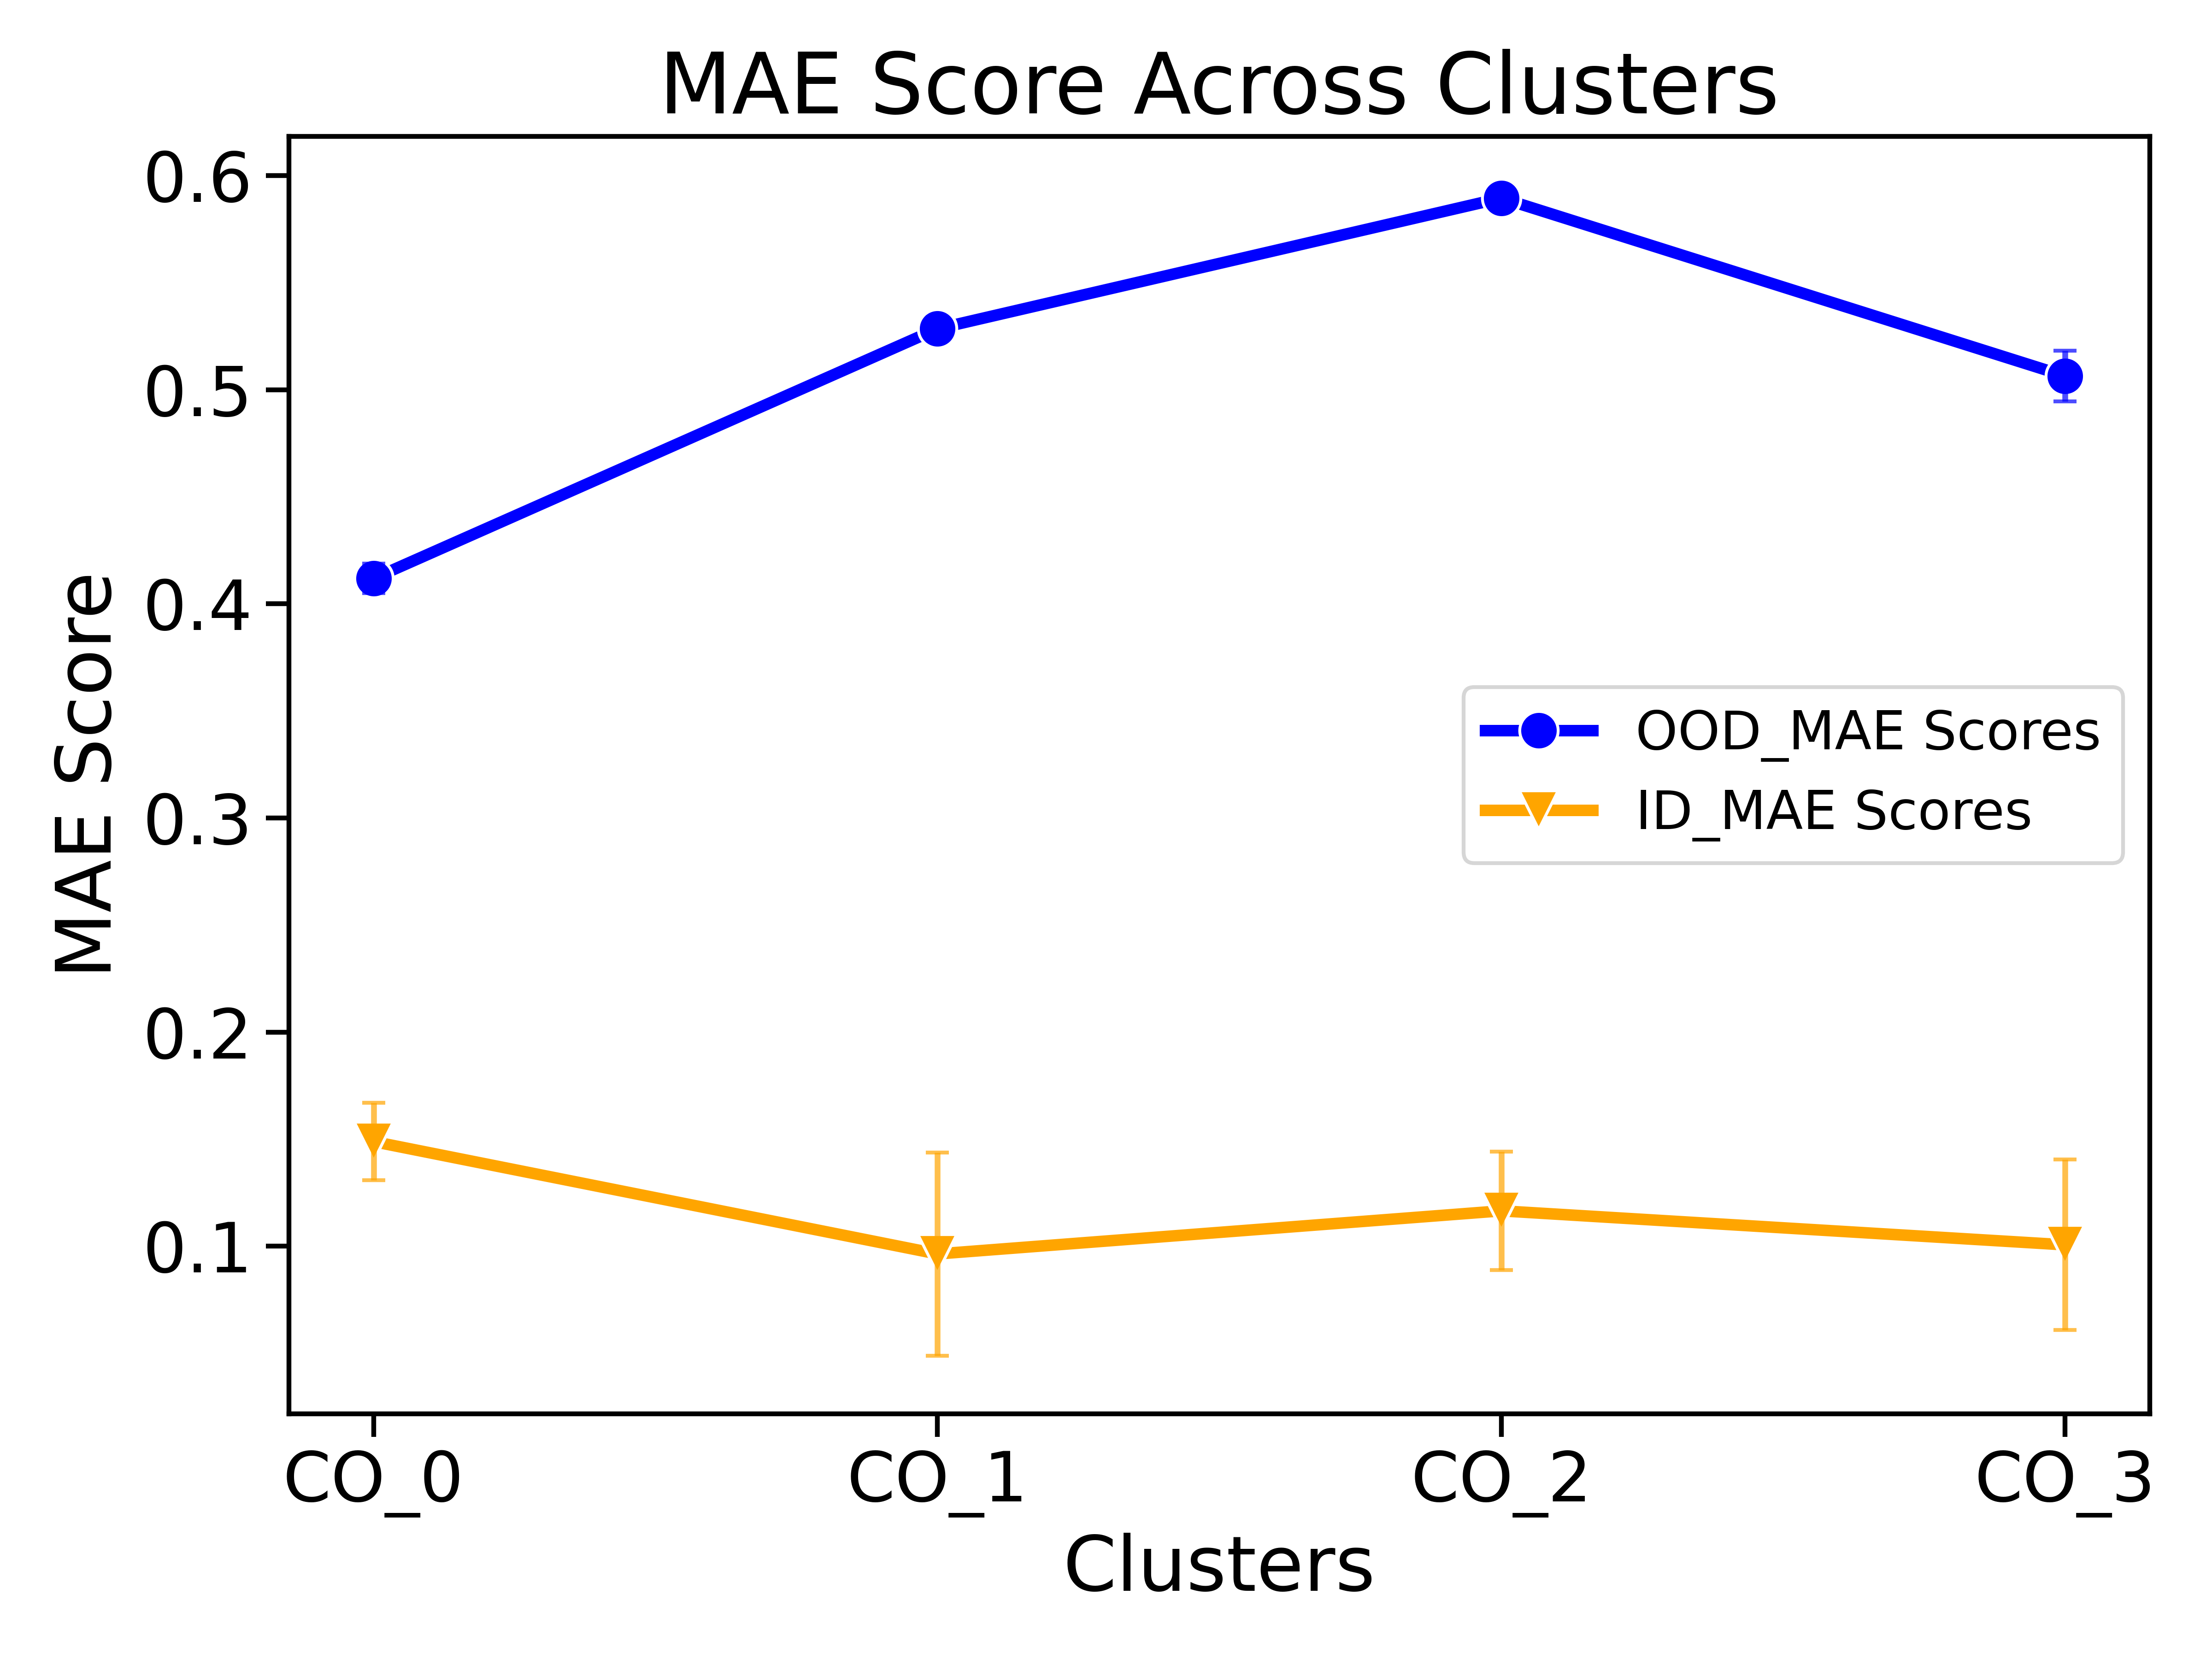 MAE Score Across Clusters
MAE Score
0.6
0.5
0.4
0.3
0.2
0.1
OOD_MAE Scores
ID_MAE Scores
CO_0 CO_1 CO_2 CO_3
Clusters